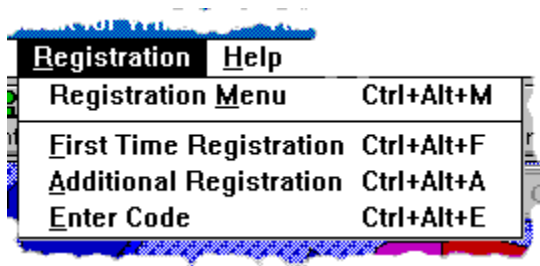 Registration Help
Registration Menu Ctrl+Alt+M
First Time Registration Ctrl+Alt+F
Additional Registration Ctrl+Alt+A
Enter Code Ctrl+Alt+E